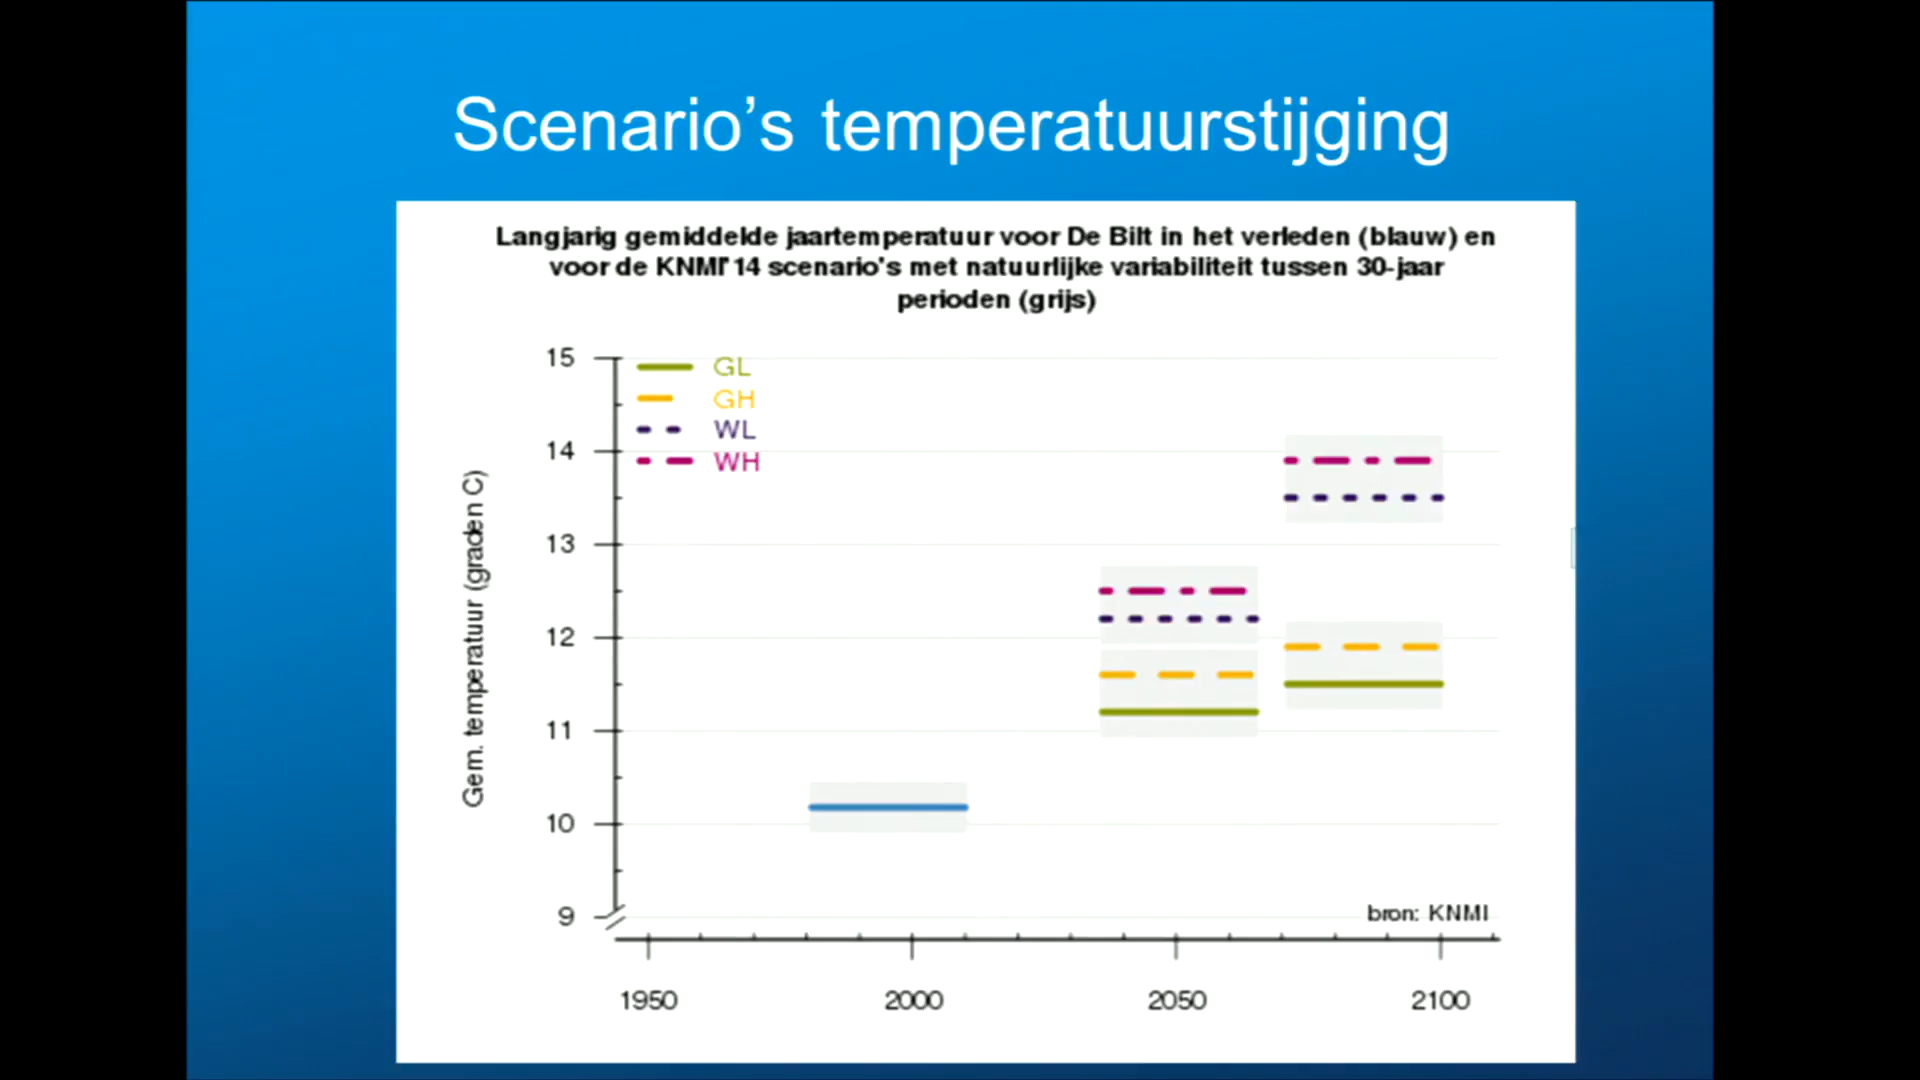 Scenario’s temperatuurstijging
Langjarig gemiddelde jaartemperatuur voor De Bilt in het verleden (blauw) en
voor de KNMI'14 scenario's met natuurlijke variabiliteit tussen 30-jaar
perioden (grijs)
GL
GH
WL
WH
Gem. temperatuur (graden C)
15
14
13
12
11
10
9
bron: KNMI
1950 2000 2050 2100